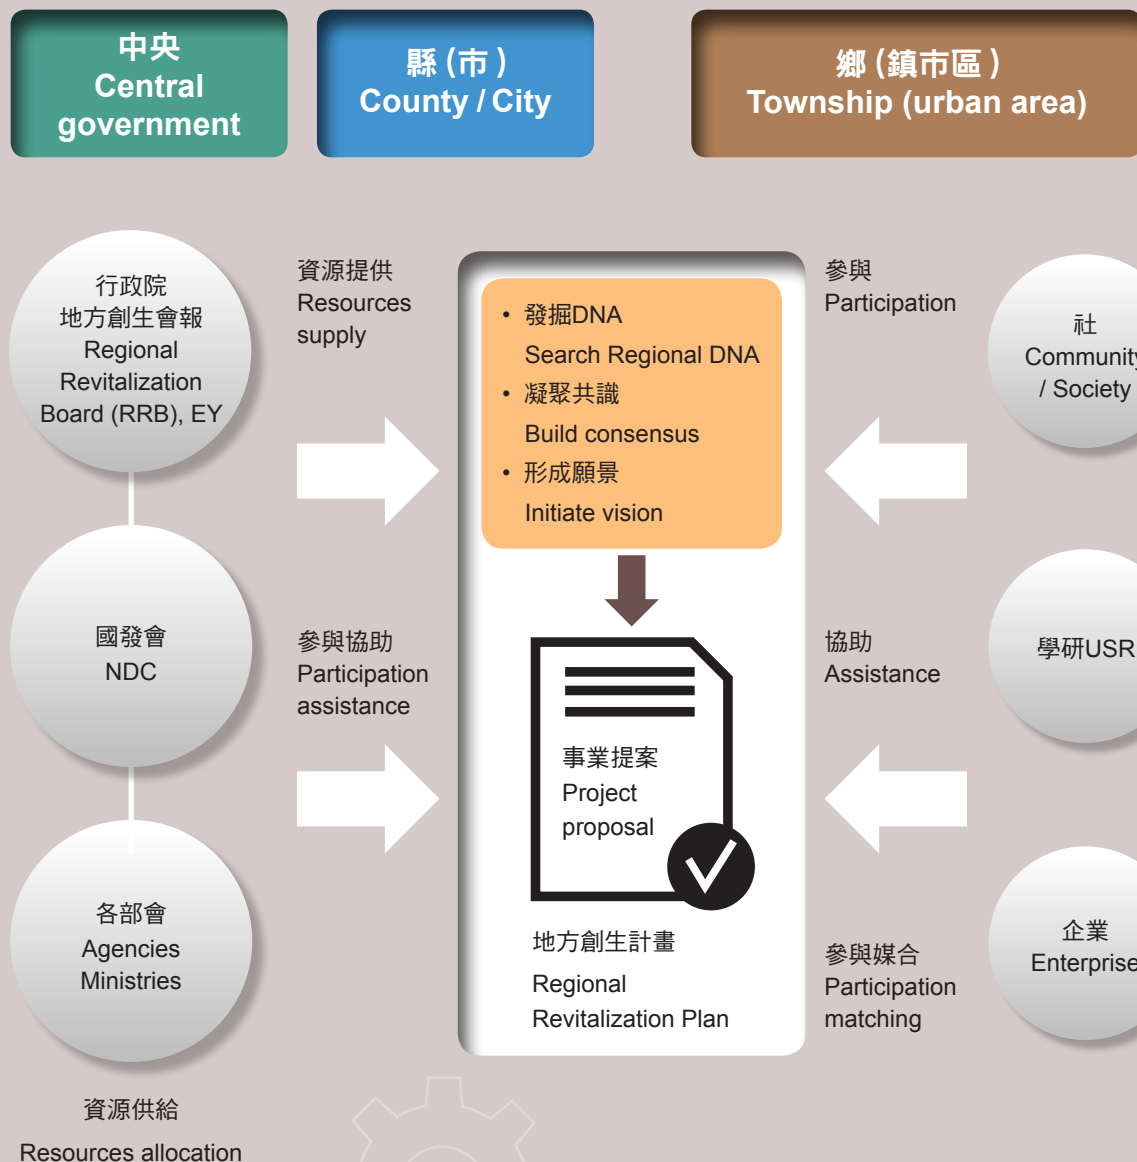 中央
Central
government
縣 (市)
County / City
鄉 (鎮市區)
Township (urban area)
行政院
地方創生會報
Regional
Revitalization
Board (RRB), EY
國發會
NDC
各部會
Agencies
Ministries
資源供給
Resources allocation
資源提供
Resources
supply
參與協助
Participation
assistance
• 發掘DNA
Search Regional DNA
• 凝聚共識
Build consensus
• 形成願景
Initiate vision
事業提案
Project
proposal
地方創生計畫
Regional
Revitalization Plan
參與
Participation
協助
Assistance
參與媒合
Participation
matching
社
Community
/ Society
學研USR
企業
Enterprise